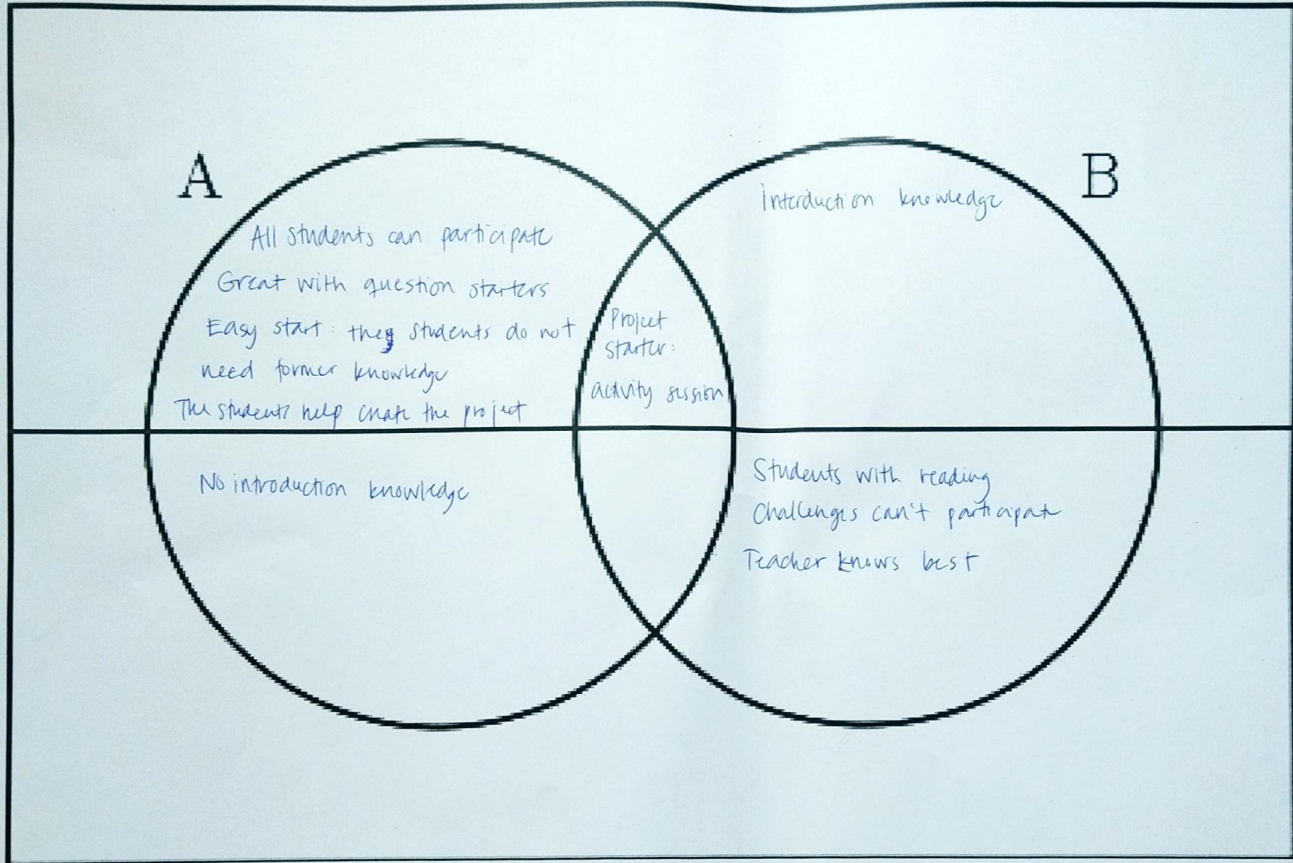 A
B
All students can participate
Great with question starters
Easy start: they students do not
need former knowledge
The students help create the project
Project
starter:
activity session
Interduction knowledge
No introduction knowledge
Students with reading
Challenges can't participate
Teacher knows best